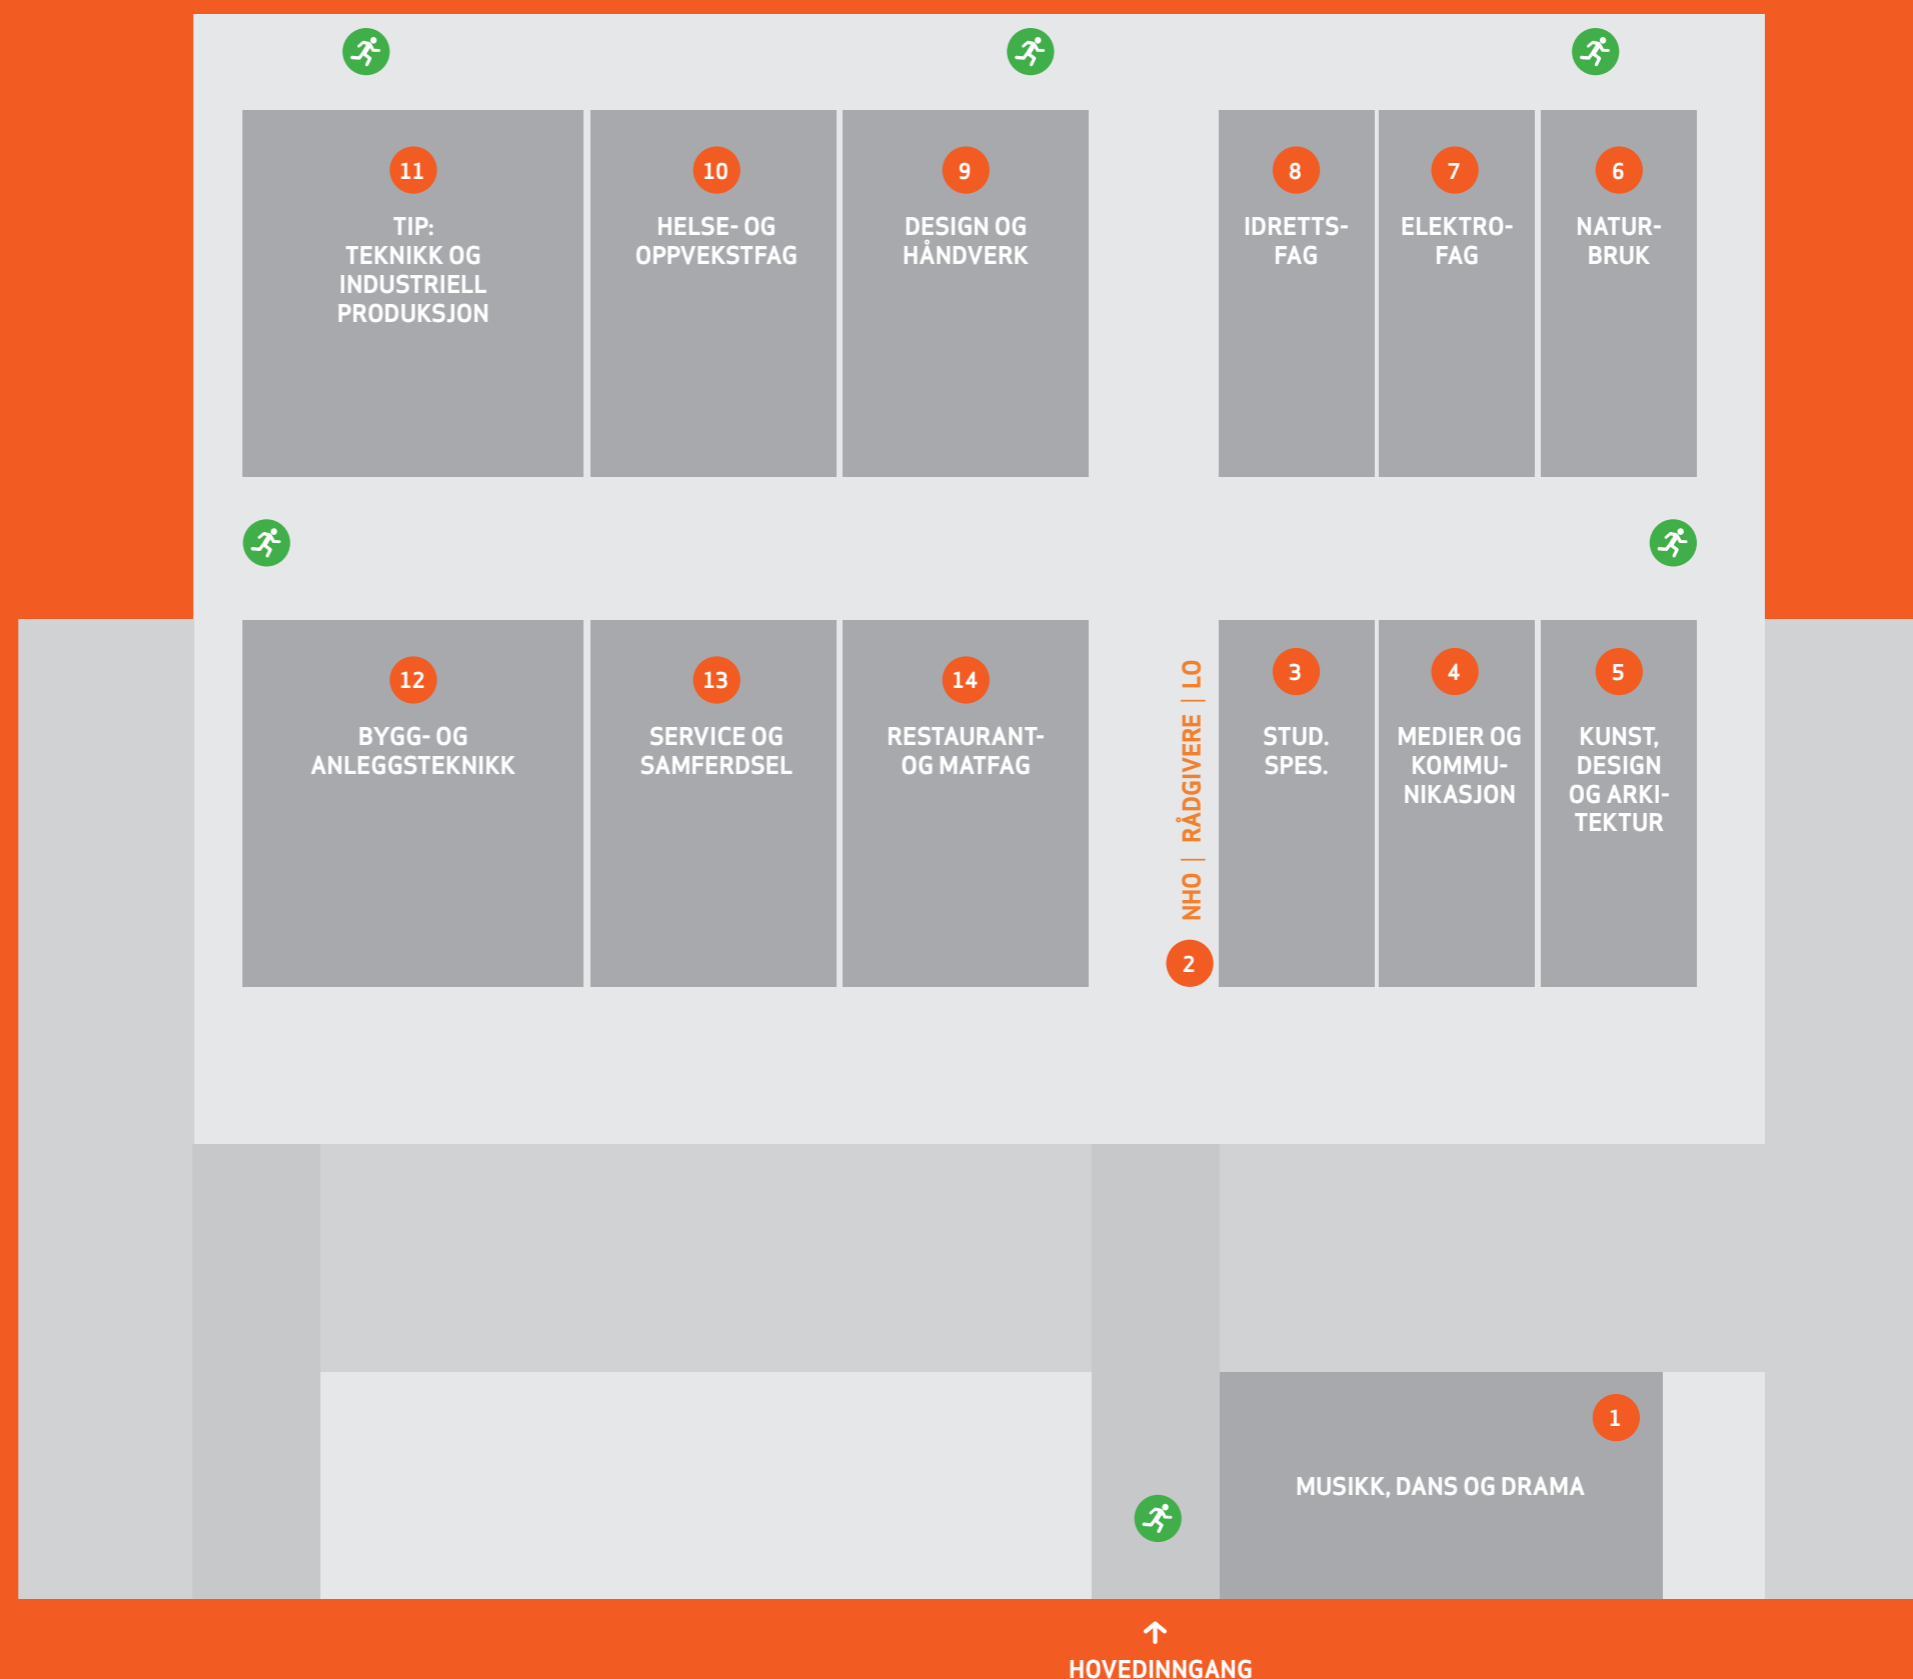 11
TIP:
TEKNIKK OG
INDUSTRIELL
PRODUKSJON
10
HELSE- OG
OPPVEKSTFAG
9
DESIGN OG
HÅNDVERK
8
IDRETTS-
FAG
7
ELEKTRO-
FAG
6
NATUR-
BRUK
12
BYGG- OG
ANLEGGSTEKNIKK
13
SERVICE OG
SAMFERDSEL
14
RESTAURANT-
OG MATFAG
2
NHO | RÅDGIVERE | LO
3
STUD.
SPES.
4
MEDIER OG
KOMMU-
NIKASJON
5
KUNST,
DESIGN
OG ARKI-
TEKTUR
1
MUSIKK, DANS OG DRAMA
HOVEDINNGANG